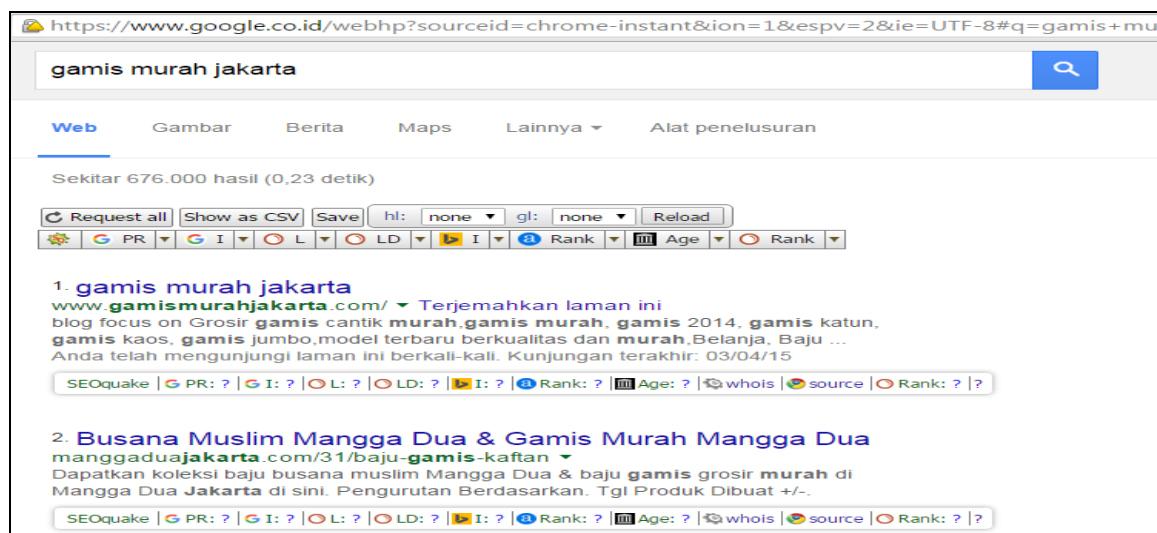 https://www.google.co.id/webhp?sourceid=chrome-instant&ion=1&espv=2&ie=UTF-8#q=gamis+mu
gamis murah jakarta
Web Gambar Berita Maps Lainnya Alat penelusuran
Sekitar 676.000 hasil (0,23 detik)
Request all Show as CSV Save hl: none gl: none Reload
G PR G I L LD I Rank Age Rank
1. gamis murah jakarta
www.gamismurahjakarta.com/ Terjemahkan laman ini
blog focus on Grosir gamis cantik murah,gamis murah, gamis 2014, gamis katun,
gamis kaos, gamis jumbo,model terbaru berkualitas dan murah,Belanja, Baju ...
Anda telah mengunjungi laman ini berkali-kali. Kunjungan terakhir: 03/04/15
SEOquake | G PR: ? | G I: ? | L: ? | LD: ? | I: ? | Rank: ? | Age: ? | whois | source | Rank: ? | ?
2. Busana Muslim Mangga Dua & Gamis Murah Mangga Dua
manggaduajakarta.com/31/baju-gamis-kaftan
Dapatkan koleksi baju busana muslim Mangga Dua & baju gamis grosir murah di
Mangga Dua Jakarta di sini. Pengurutan Berdasarkan. Tgl Produk Dibuat +/-.
SEOquake | G PR: ? | G I: ? | L: ? | LD: ? | I: ? | Rank: ? | Age: ? | whois | source | Rank: ? | ?